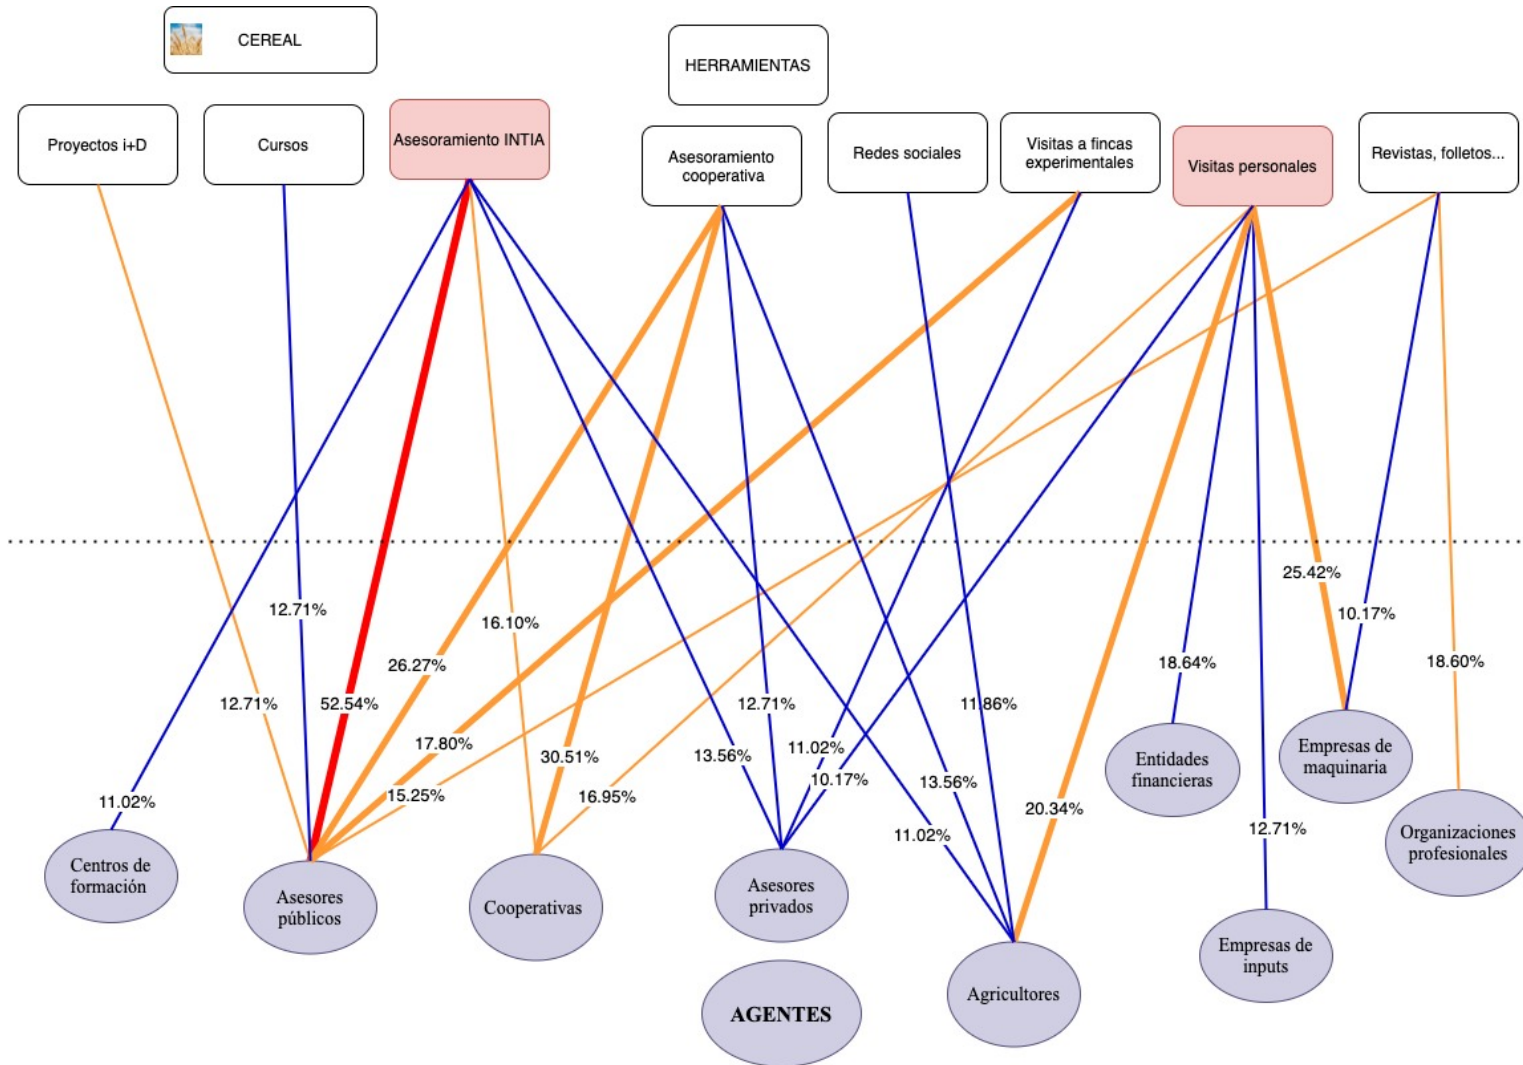 CEREAL
HERRAMIENTAS
Proyectos i+D
Cursos
Asesoramiento INTIA
Asesoramiento
cooperativa
Redes sociales
Visitas a fincas
experimentales
Visitas personales
Revistas, folletos...
25.42%
12.71%
10.17%
16.10%
18.64%
18.60%
26.27%
12.71%
52.54%
12.71%
11.86%
17.80%
30.51%
13.56%
11.02%
10.17%
13.56%
11.02%
15.25%
16.95%
20.34%
11.02%
12.71%
Entidades
financieras
Empresas de
maquinaria
Organizaciones
profesionales
Centros de
formación
Asesores
públicos
Cooperativas
Asesores
privados
Empresas de
inputs
Agricultores
AGENTES